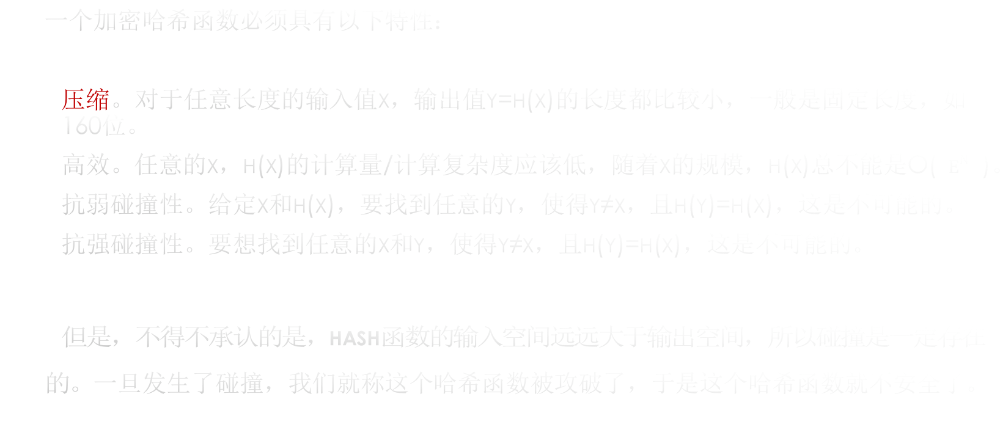 一个加密哈希函数必须具有以下特性：
压缩。对于任意长度的输入值X，输出值Y=H(X)的长度都比较小，一般是固定长度，如
160位。
高效。任意的X，H(X)的计算量/计算复杂度应该低，随着X的规模，H(X)总不能是O( E )。
抗弱碰撞性。给定X和H(X)，要找到任意的Y，使得Y≠X，且H(Y)=H(X)，这是不可能的。
抗强碰撞性。要想找到任意的X和Y，使得Y≠X，且H(Y)=H(X)，这是不可能的。
但是，不得不承认的是，HASH函数的输入空间远远大于输出空间，所以碰撞是一定存在
的。一旦发生了碰撞，我们就称这个哈希函数被攻破了，于是这个哈希函数就不安全了。